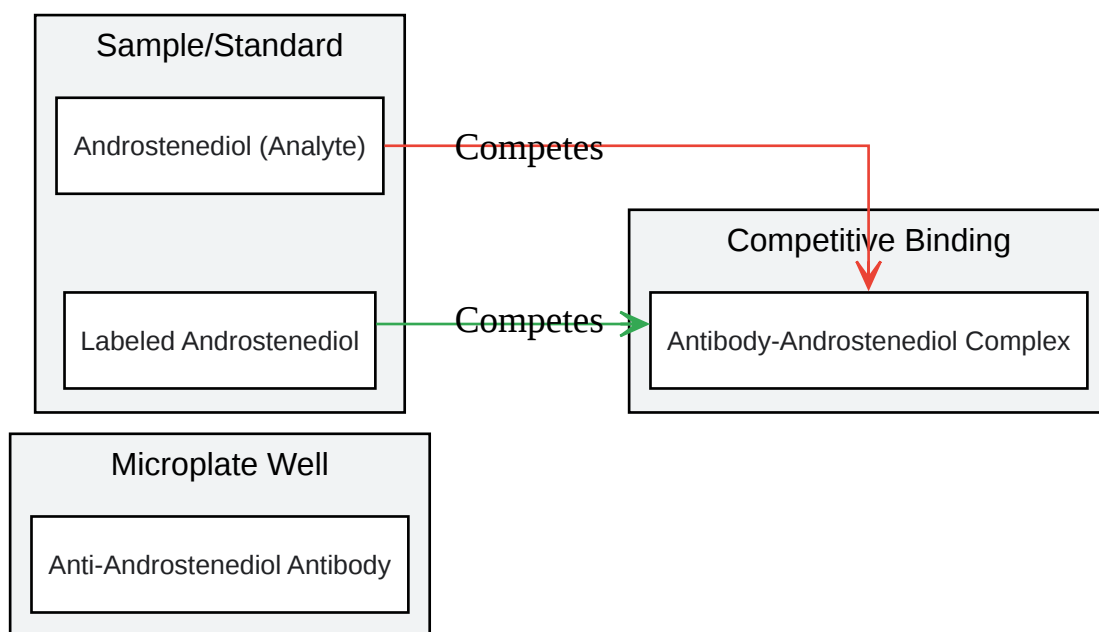 Sample/Standard
Androstenediol (Analyte)
Competes
Competitive Binding
Labeled Androstenediol
Competes
Antibody-Androstenediol Complex
Microplate Well
Anti-Androstenediol Antibody